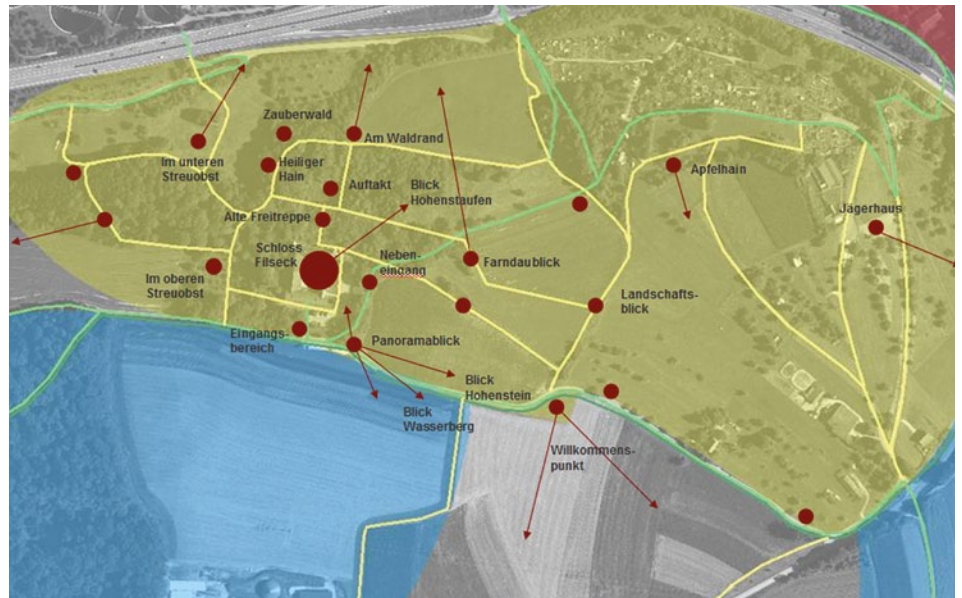 Zauberwald
Am Waldrand
Im unteren
Streuobst
Heiliger
Hain
Auftakt
Blick
Hohenstaufen
Apfelhain
Alte Freitreppe
Jägerhaus
Schloss
Filseck
Neben-
eingang
Farndaublick
Im oberen
Streuobst
Landschafts-
blick
Eingangs-
bereich
Panoramablick
Blick
Hohenstein
Blick
Wasserberg
Willkommens-
punkt